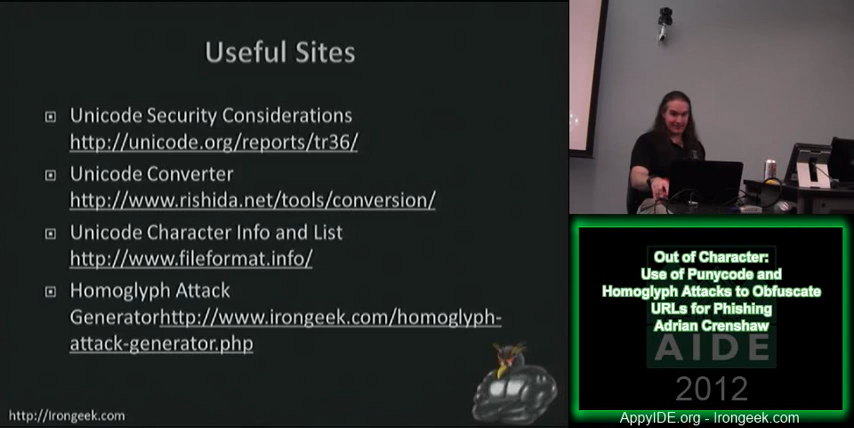 Useful Sites
Unicode Security Considerations
http://unicode.org/reports/tr36/
Unicode Converter
http://www.rishida.net/tools/conversion/
Unicode Character Info and List
http://www.fileformat.info/
Homoglyph Attack
Generatorhttp://www.irongeek.com/homoglyph-
attack-generator.php
http://Irongeek.com
Out of Character:
Use of Punycode and
Homoglyph Attacks to Obfuscate
URLs for Phishing
Adrian Crenshaw
AIDE
2012
AppyIDE.org - Irongeek.com